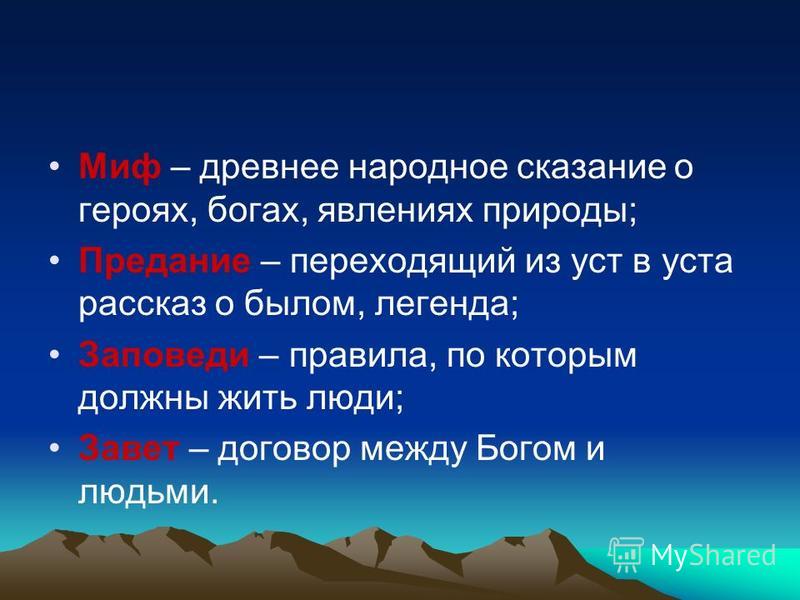 • Миф – древнее народное сказание о
героях, богах, явлениях природы;
• Предание – переходящий из уст в уста
рассказ о былом, легенда;
• Заповеди – правила, по которым
должны жить люди;
• Завет – договор между Богом и
людьми.
MyShared